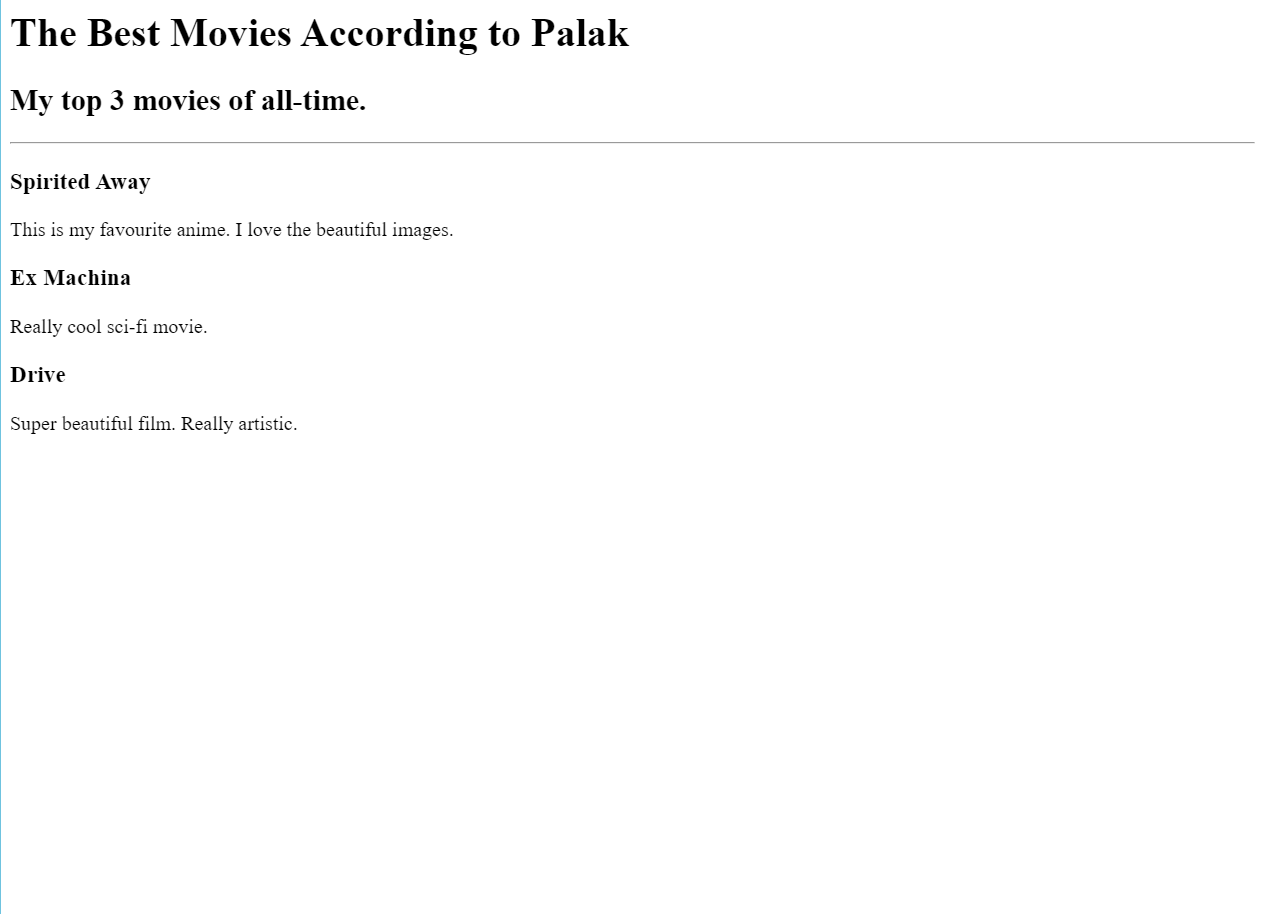 The Best Movies According to Palak
My top 3 movies of all-time.
Spirited Away
This is my favourite anime. I love the beautiful images.
Ex Machina
Really cool sci-fi movie.
Drive
Super beautiful film. Really artistic.